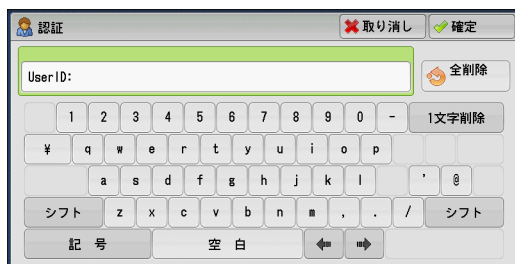 認証 取り消し 確定
UserID: 全削除
1 2 3 4 5 6 7 8 9 0 - 1文字削除
¥ q w e r t y u i o p
a s d f g h j k l ' @
シフト z x c v b n m , . / シフト
記号 空白